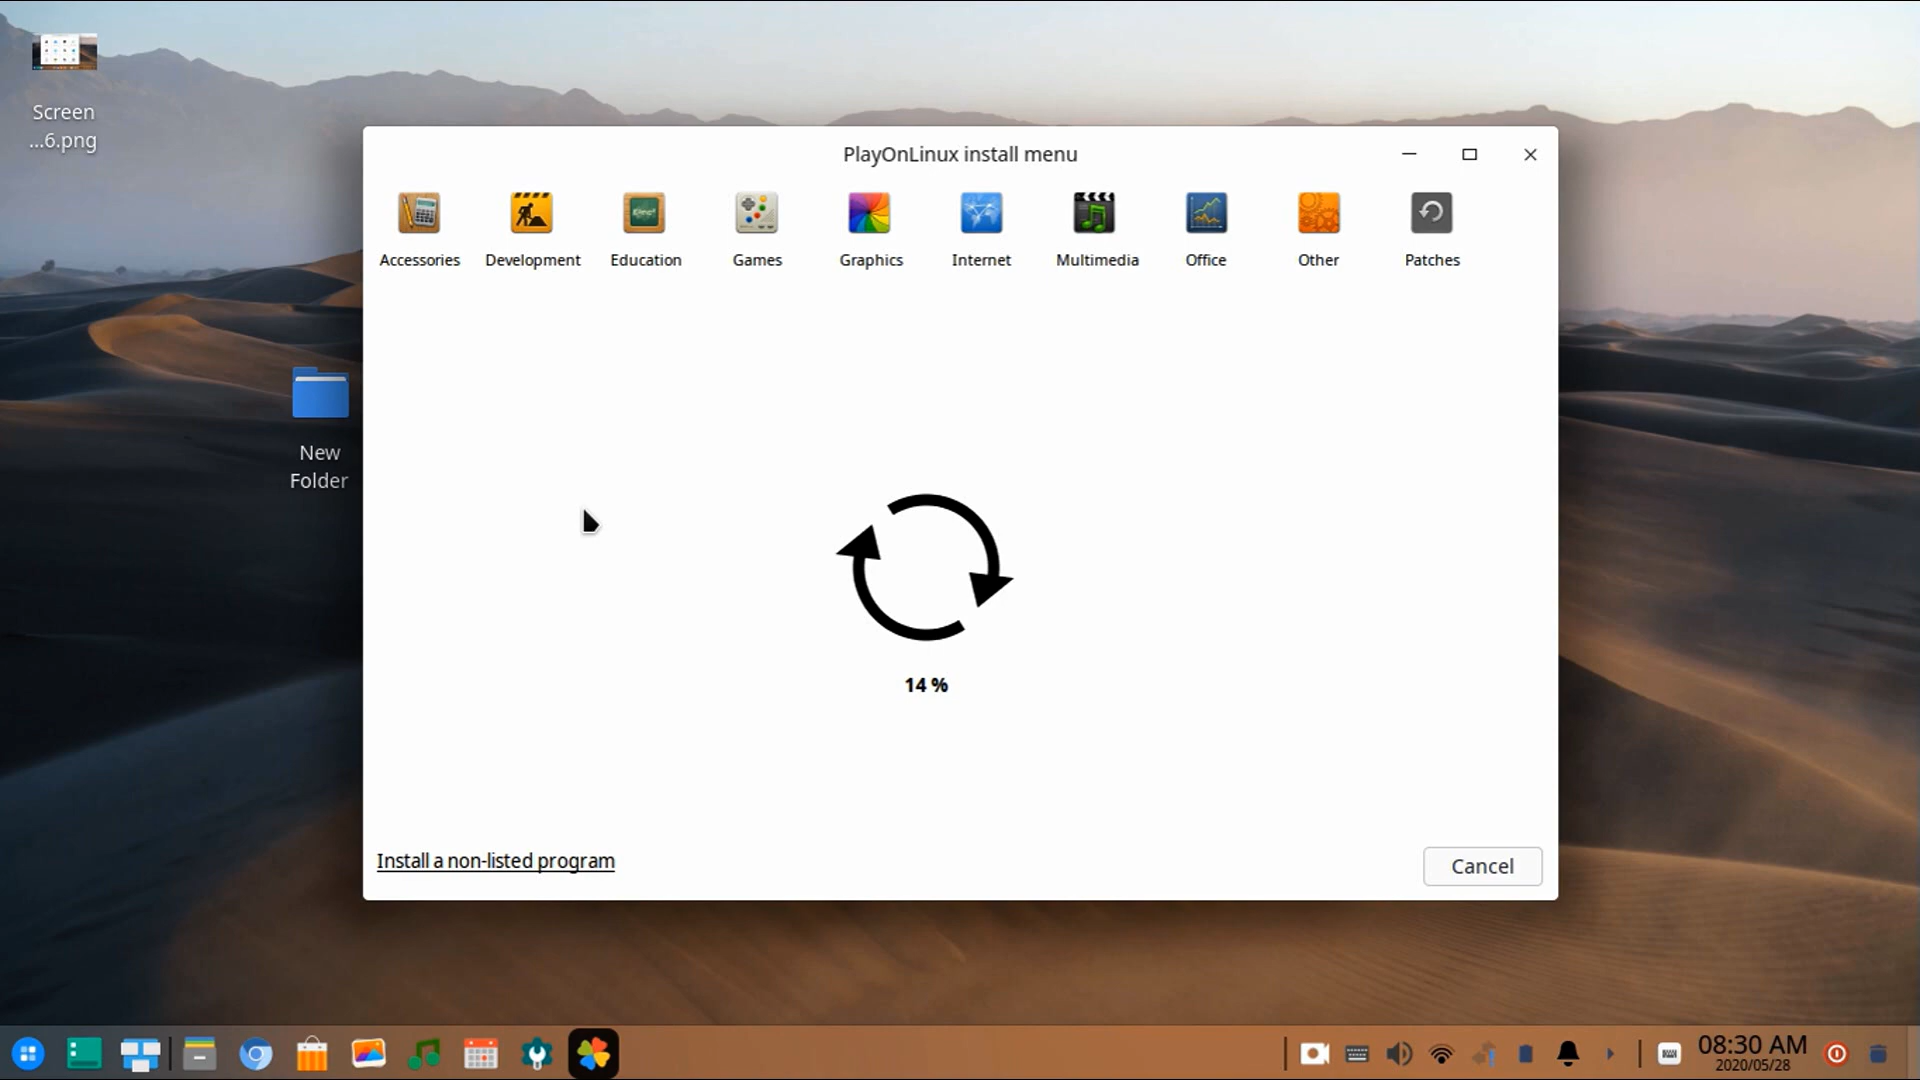 Screen
...6.png
PlayOnLinux install menu
Accessories Development Education Games Graphics Internet Multimedia Office Other Patches
New
Folder
14 %
Install a non-listed program
Cancel
08:30 AM
2020/05/28